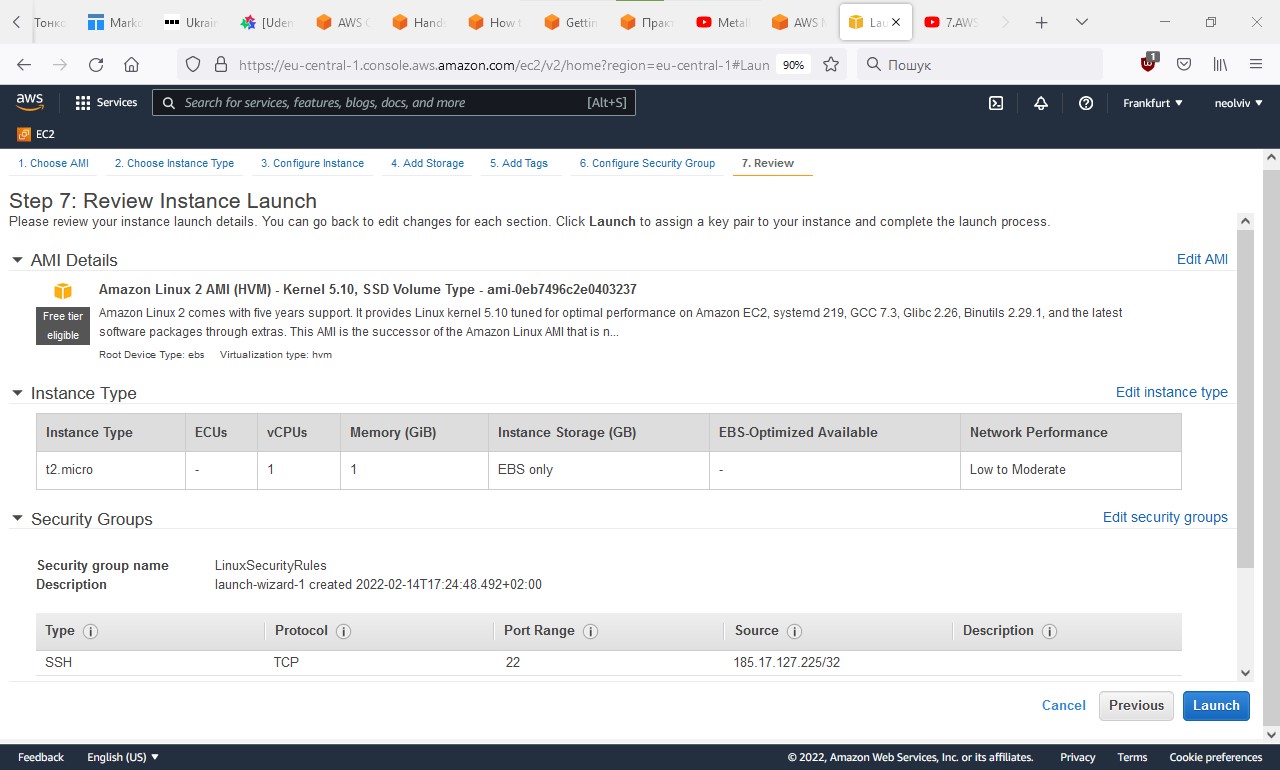 Тонко
Mark
Ukrain
[Uden
AWS C
Hands
How t
Gettin
Практ
Metall
AWS M
Lau
7.AWS
https://eu-central-1.console.aws.amazon.com/ec2/v2/home?region=eu-central-1#Laun
90%
Пошук
1
aws
Services
Search for services, features, blogs, docs, and more
[Alt+S]
Frankfurt
neolviv
EC2
1. Choose AMI
2. Choose Instance Type
3. Configure Instance
4. Add Storage
5. Add Tags
6. Configure Security Group
7. Review
Step 7: Review Instance Launch
Please review your instance launch details. You can go back to edit changes for each section. Click Launch to assign a key pair to your instance and complete the launch process.
AMI Details
Edit AMI
Amazon Linux 2 AMI (HVM) - Kernel 5.10, SSD Volume Type - ami-0eb7496c2e0403237
Free tier
eligible
Amazon Linux 2 comes with five years support. It provides Linux kernel 5.10 tuned for optimal performance on Amazon EC2, systemd 219, GCC 7.3, Glibc 2.26, Binutils 2.29.1, and the latest
software packages through extras. This AMI is the successor of the Amazon Linux AMI that is n...
Root Device Type: ebs Virtualization type: hvm
Instance Type
Edit instance type
Instance Type ECUs vCPUs Memory (GiB) Instance Storage (GB) EBS-Optimized Available Network Performance
t2.micro - 1 1 EBS only - Low to Moderate
Security Groups
Edit security groups
Security group name LinuxSecurityRules
Description launch-wizard-1 created 2022-02-14T17:24:48.492+02:00
Type Protocol Port Range Source Description
SSH TCP 22 185.17.127.225/32
Cancel Previous Launch
Feedback English (US) © 2022, Amazon Web Services, Inc. or its affiliates. Privacy Terms Cookie preferences